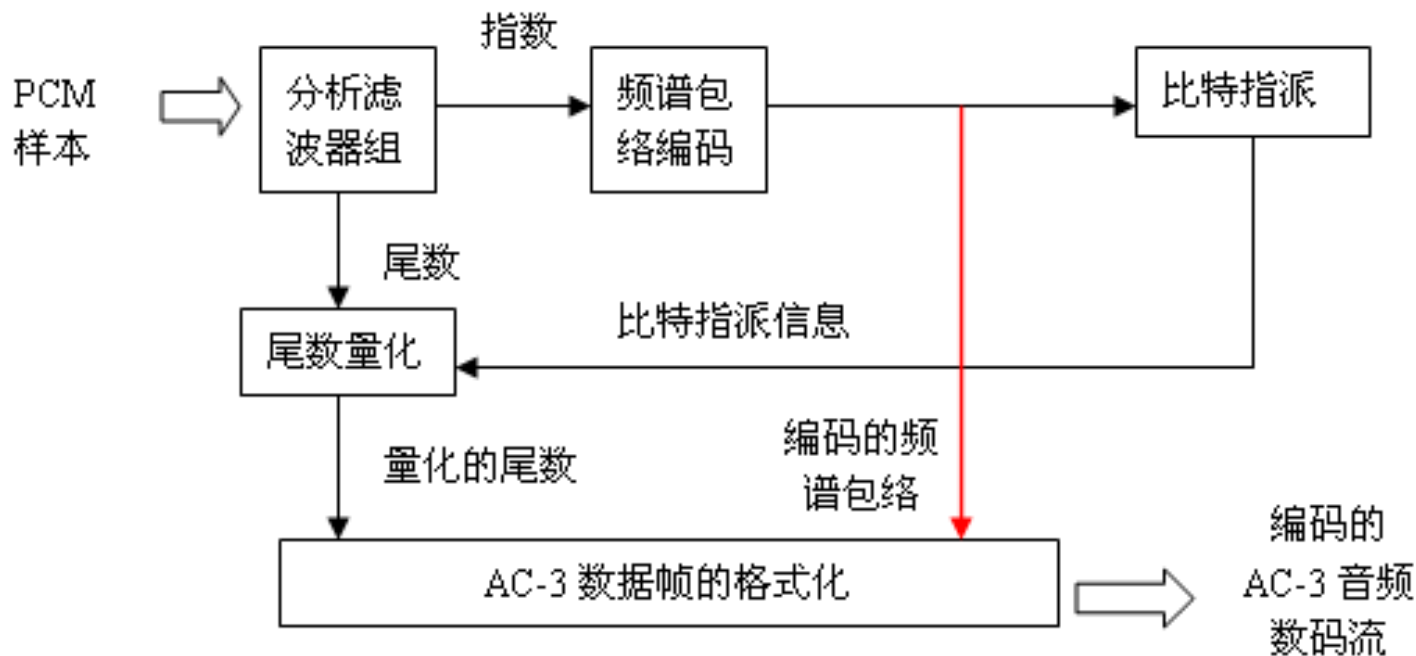 指数
PCM
样本
分析滤
波器组
频谱包
络编码
比特指派
尾数
比特指派信息
尾数量化
编码的频
谱包络
量化的尾数
AC-3 数据帧的格式化
编码的
AC-3 音频
数码流